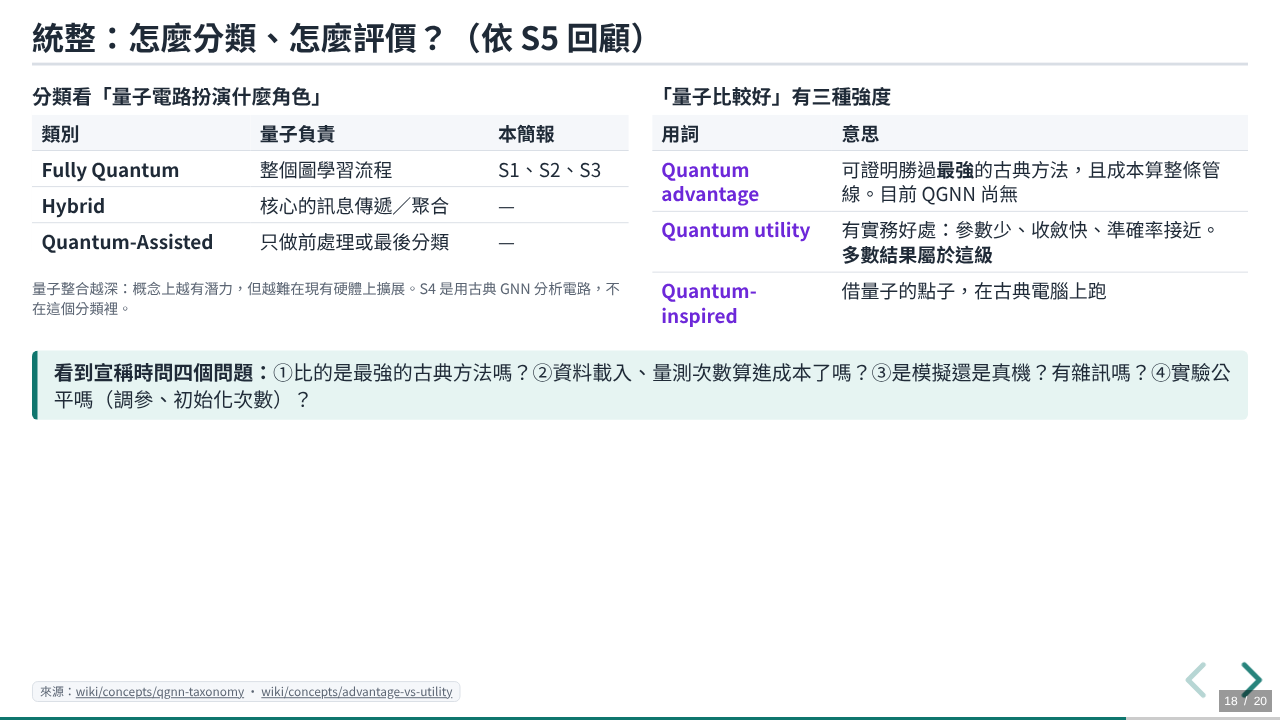 統整：怎麼分類、怎麼評價？（依 S5 回顧）
分類看「量子電路扮演什麼角色」
類別 量子負責 本簡報
Fully Quantum 整個圖學習流程 S1、S2、S3
Hybrid 核心的訊息傳遞／聚合 —
Quantum-Assisted 只做前處理或最後分類 —
量子整合越深：概念上越有潛力，但越難在現有硬體上擴展。S4 是用古典 GNN 分析電路，不
在這個分類裡。
「量子比較好」有三種強度
用詞 意思
Quantum advantage 可證明勝過最強的古典方法，且成本算整條管
線。目前 QGNN 尚無
Quantum utility 有實務好處：參數少、收斂快、準確率接近。
多數結果屬於這級
Quantum-inspired 借量子的點子，在古典電腦上跑
看到宣稱時問四個問題：①比的是最強的古典方法嗎？②資料載入、量測次數算進成本了嗎？③是模擬還是真機？有雜訊嗎？④實驗公
平嗎（調參、初始化次數）？
來源：wiki/concepts/qgnn-taxonomy · wiki/concepts/advantage-vs-utility
18 / 20